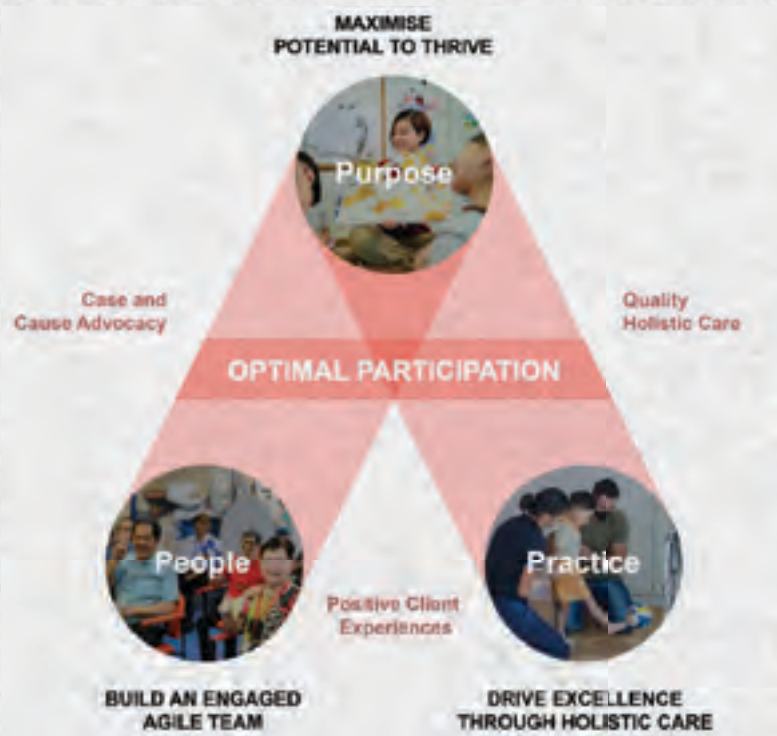 MAXIMISE
POTENTIAL TO THRIVE
Purpose
Case and
Cause Advocacy
Quality
Holistic Care
OPTIMAL PARTICIPATION
People
Practice
Positive Client
Experiences
BUILD AN ENGAGED
AGILE TEAM
DRIVE EXCELLENCE
THROUGH HOLISTIC CARE